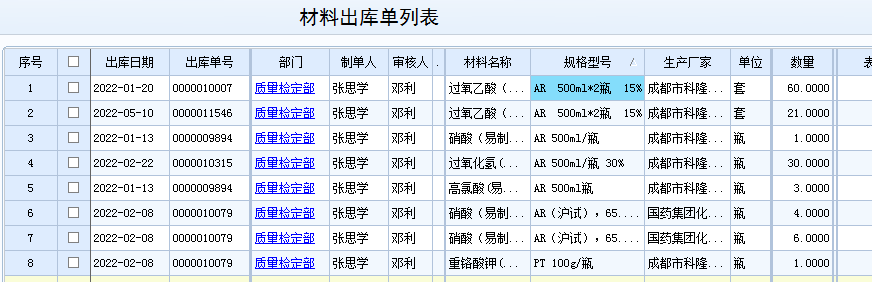 材料出库单列表
序号 出库日期 出库单号 部门 制单人 审核人 . 材料名称 规格型号 / 生产厂家 单位 数量 表
1 2022-01-20 0000010007 质量检定部 张思学 邓利 过氧乙酸 (... AR 500ml*2瓶 15% 成都市科隆... 套 60.0000
2 2022-05-10 0000011546 质量检定部 张思学 邓利 过氧乙酸 (... AR 500ml*2瓶 15% 成都市科隆... 套 21.0000
3 2022-01-13 0000009894 质量检定部 张思学 邓利 硝酸（易制... AR 500ml/瓶 成都市科隆... 瓶 1.0000
4 2022-02-22 0000010315 质量检定部 张思学 邓利 过氧化氢(... AR 500ml/瓶 30% 成都市科隆... 瓶 30.0000
5 2022-01-13 0000009894 质量检定部 张思学 邓利 高氯酸(易... AR 500ml瓶 成都市科隆... 瓶 3.0000
6 2022-02-08 0000010079 质量检定部 张思学 邓利 硝酸（易制... AR（沪试），65.... 国药集团化... 瓶 4.0000
7 2022-02-08 0000010079 质量检定部 张思学 邓利 硝酸（易制... AR（沪试），65.... 国药集团化... 瓶 6.0000
8 2022-02-08 0000010079 质量检定部 张思学 邓利 重铬酸钾(... PT 100g/瓶 成都市科隆... 瓶 1.0000